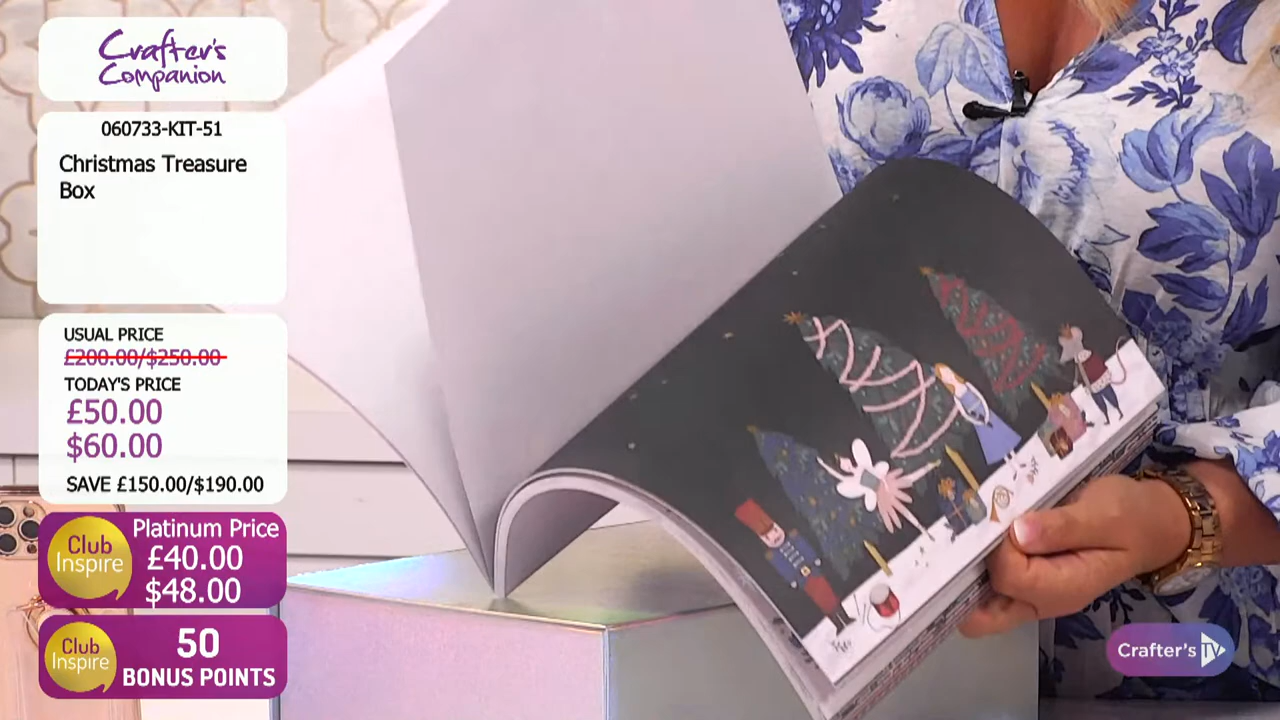 Crafter's
Companion
060733-KIT-51
Christmas Treasure
Box
USUAL PRICE
£200.00/$250.00
TODAY'S PRICE
£50.00
$60.00
SAVE £150.00/$190.00
Club
Inspire
Platinum Price
£40.00
$48.00
Club
Inspire
50
BONUS POINTS
Crafter's TV